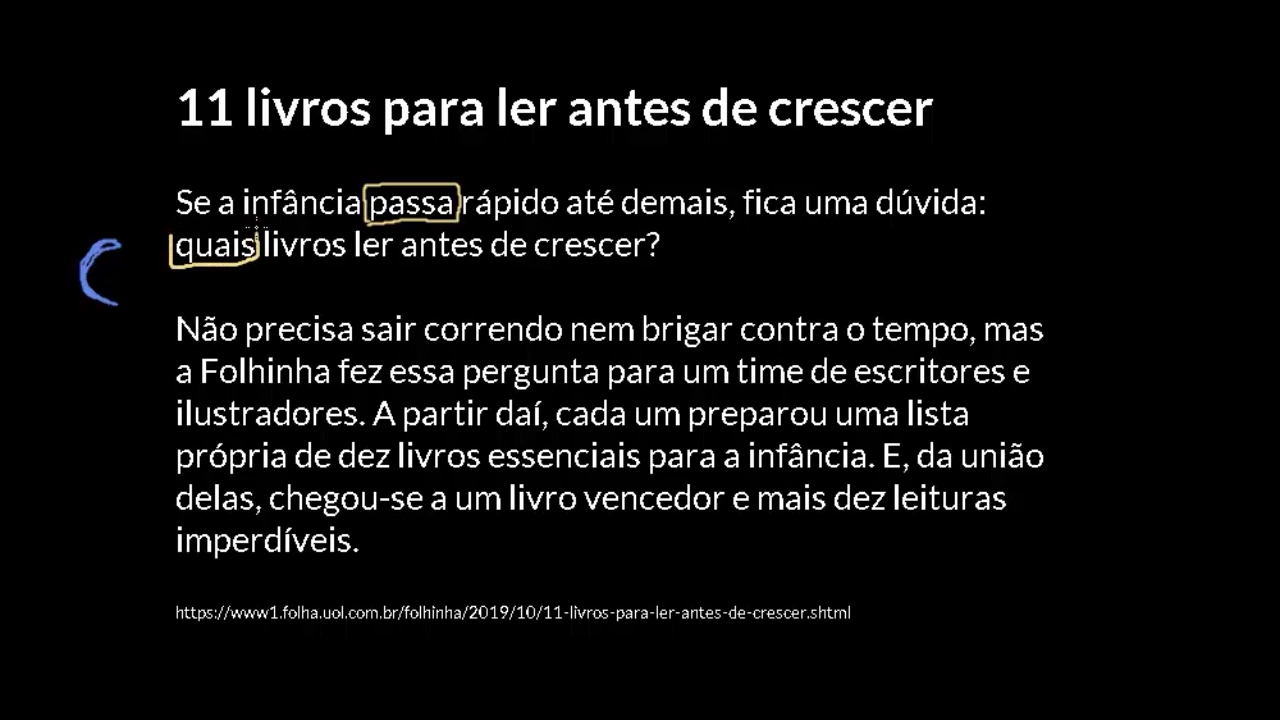 11 livros para ler antes de crescer
Se a infância passa rápido até demais, fica uma dúvida:
quais livros ler antes de crescer?
Não precisa sair correndo nem brigar contra o tempo, mas
a Folhinha fez essa pergunta para um time de escritores e
ilustradores. A partir daí, cada um preparou uma lista
própria de dez livros essenciais para a infância. E, da união
delas, chegou-se a um livro vencedor e mais dez leituras
imperdíveis.
https://www1.folha.uol.com.br/folhinha/2019/10/11-livros-para-ler-antes-de-crescer.shtml